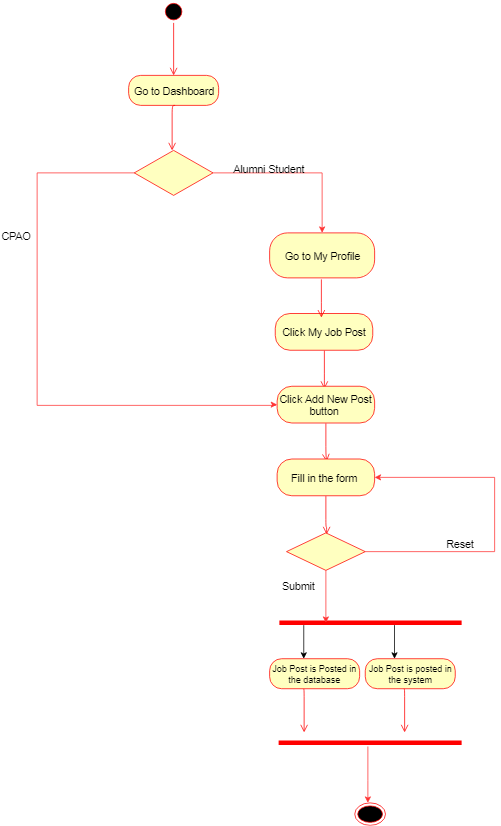 Go to Dashboard
Alumni Student
CPAO
Go to My Profile
Click My Job Post
Click Add New Post
button
Fill in the form
Reset
Submit
Job Post is Posted in
the database
Job Post is posted in
the system